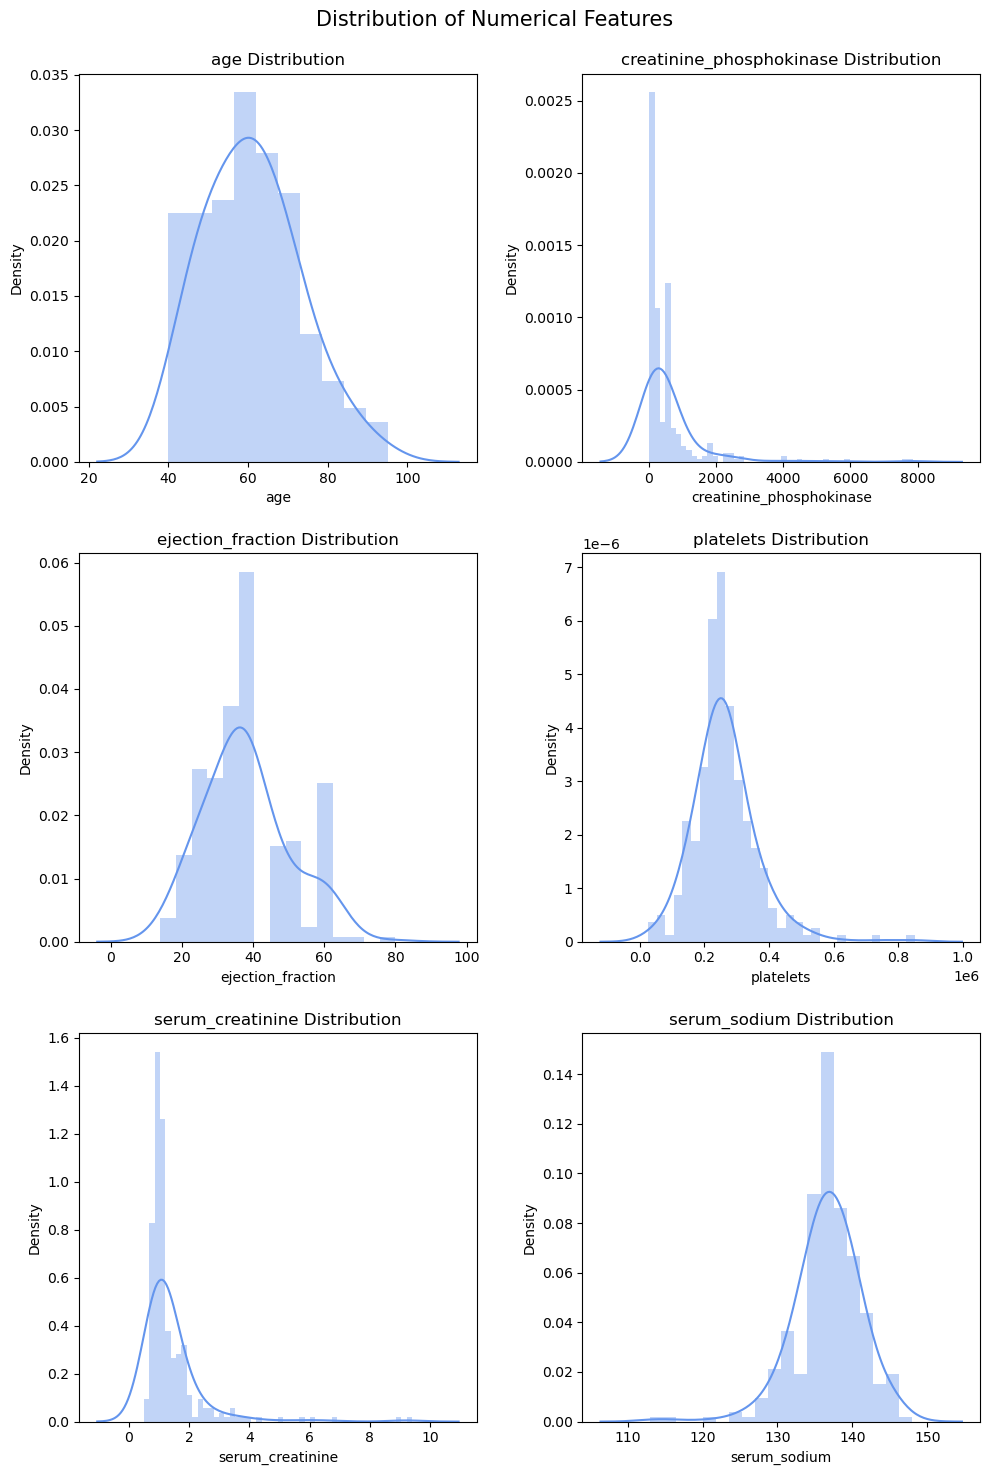 Distribution of Numerical Features
age Distribution
0.035
0.030
0.025
0.020
0.015
0.010
0.005
0.000
Density
20 40 60 80 100
age
creatinine_phosphokinase Distribution
0.0025
0.0020
0.0015
0.0010
0.0005
0.0000
Density
0 2000 4000 6000 8000
creatinine_phosphokinase
ejection_fraction Distribution
0.06
0.05
0.04
0.03
0.02
0.01
0.00
Density
0 20 40 60 80 100
ejection_fraction
platelets Distribution
1e−6
7
6
5
4
3
2
1
0
Density
0.0 0.2 0.4 0.6 0.8 1.0
1e6
platelets
serum_creatinine Distribution
1.6
1.4
1.2
1.0
0.8
0.6
0.4
0.2
0.0
Density
0 2 4 6 8 10
serum_creatinine
serum_sodium Distribution
0.14
0.12
0.10
0.08
0.06
0.04
0.02
0.00
Density
110 120 130 140 150
serum_sodium